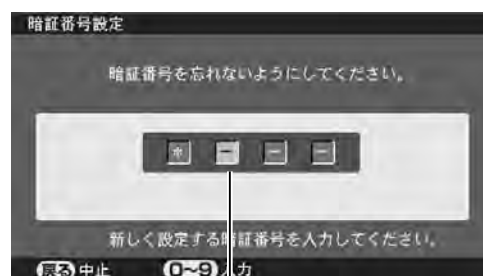 暗証番号設定
暗証番号を忘れないようにしてください。
* - - -
新しく設定する暗証番号を入力してください。
戻る 中止 0~9 入力